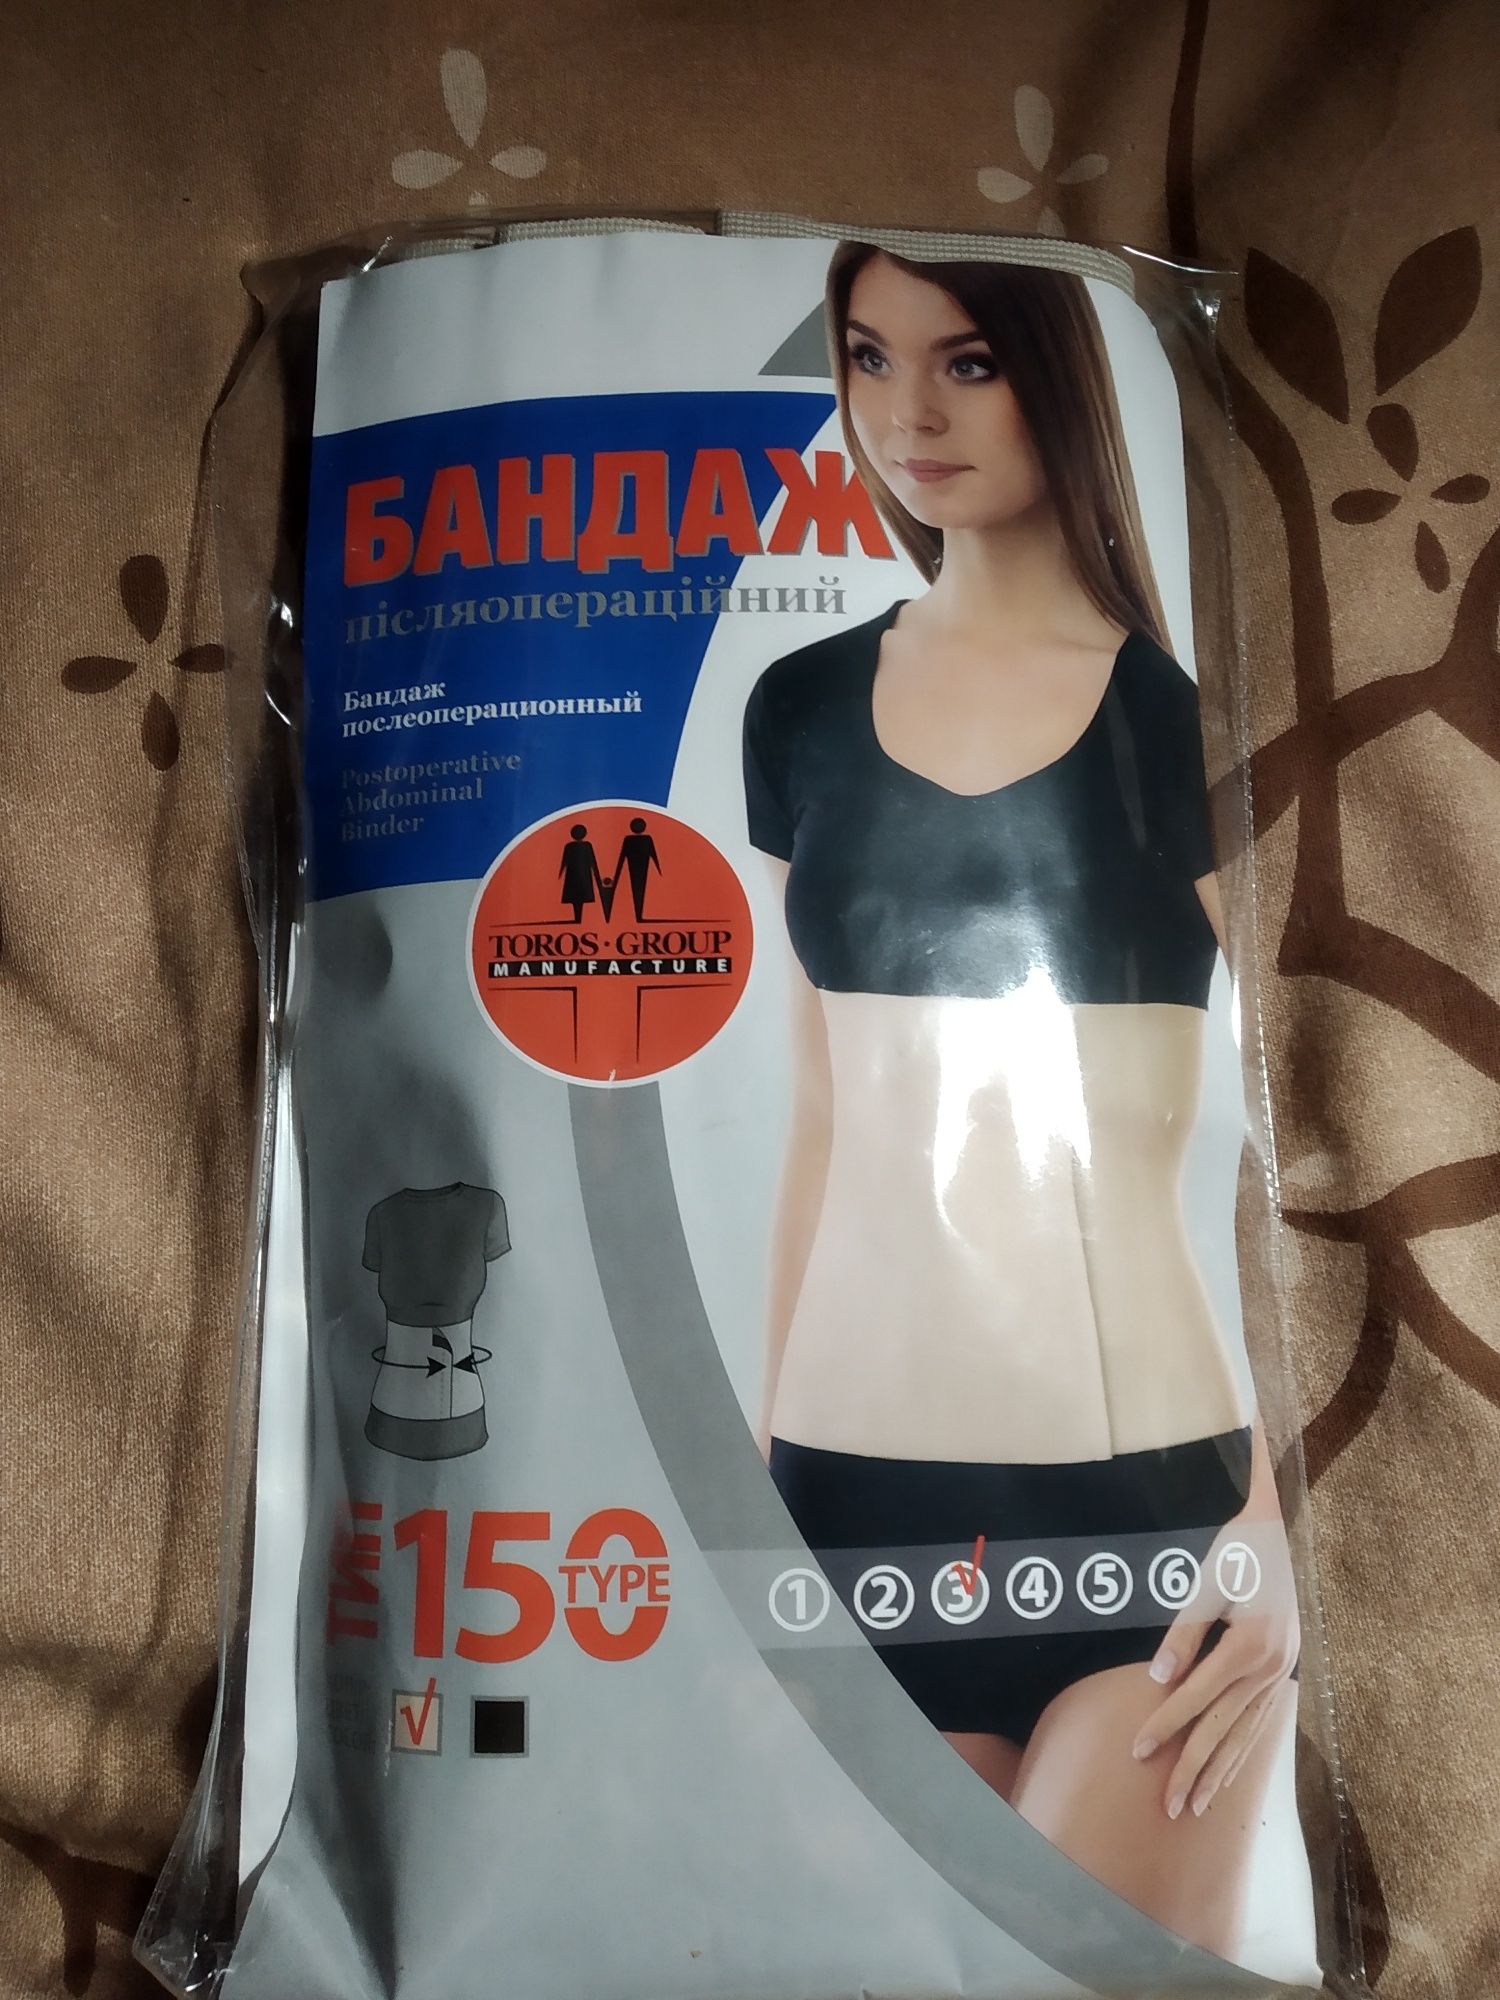 БАНДАЖ
післяопераційний
Бандаж
послеоперационный
Postoperative
Abdominal
Binder
TOROS·GROUP
MANUFACTURE
ТИП 150 TYPE
1 2 3 4 5 6 7